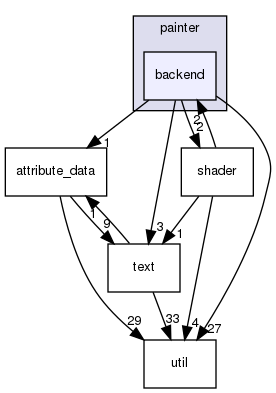 painter
backend
2
2
1
attribute_data
shader
1
9
3
1
text
29
33
4
27
util